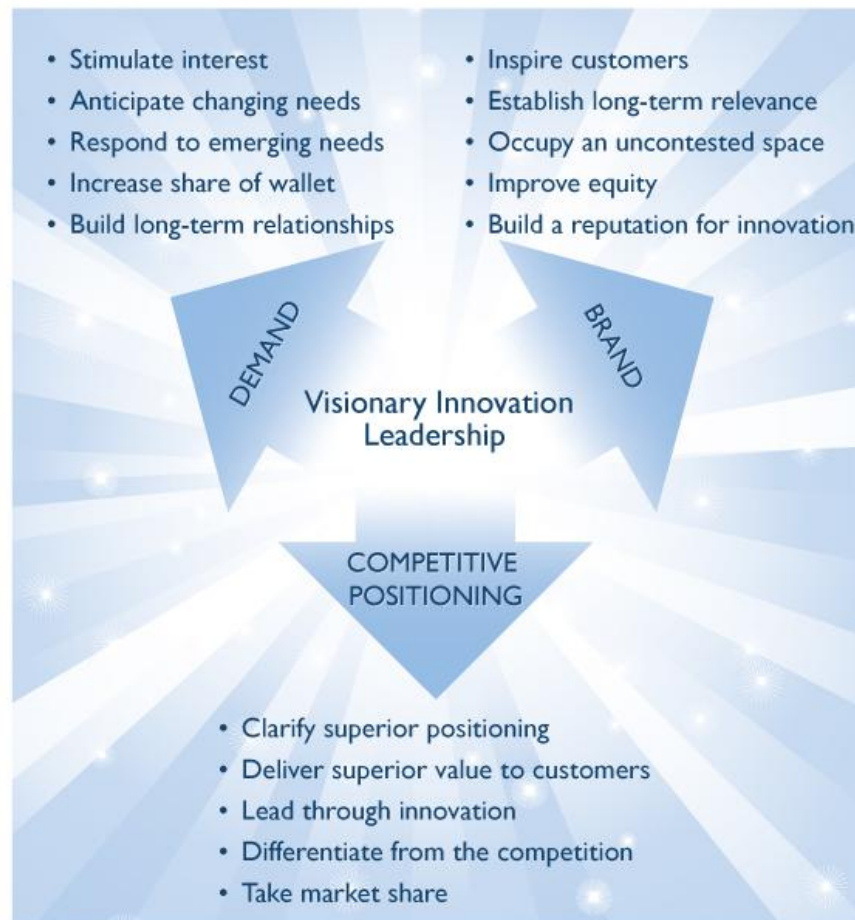 • Stimulate interest
• Anticipate changing needs
• Respond to emerging needs
• Increase share of wallet
• Build long-term relationships
• Inspire customers
• Establish long-term relevance
• Occupy an uncontested space
• Improve equity
• Build a reputation for innovation
DEMAND
BRAND
Visionary Innovation
Leadership
COMPETITIVE
POSITIONING
• Clarify superior positioning
• Deliver superior value to customers
• Lead through innovation
• Differentiate from the competition
• Take market share